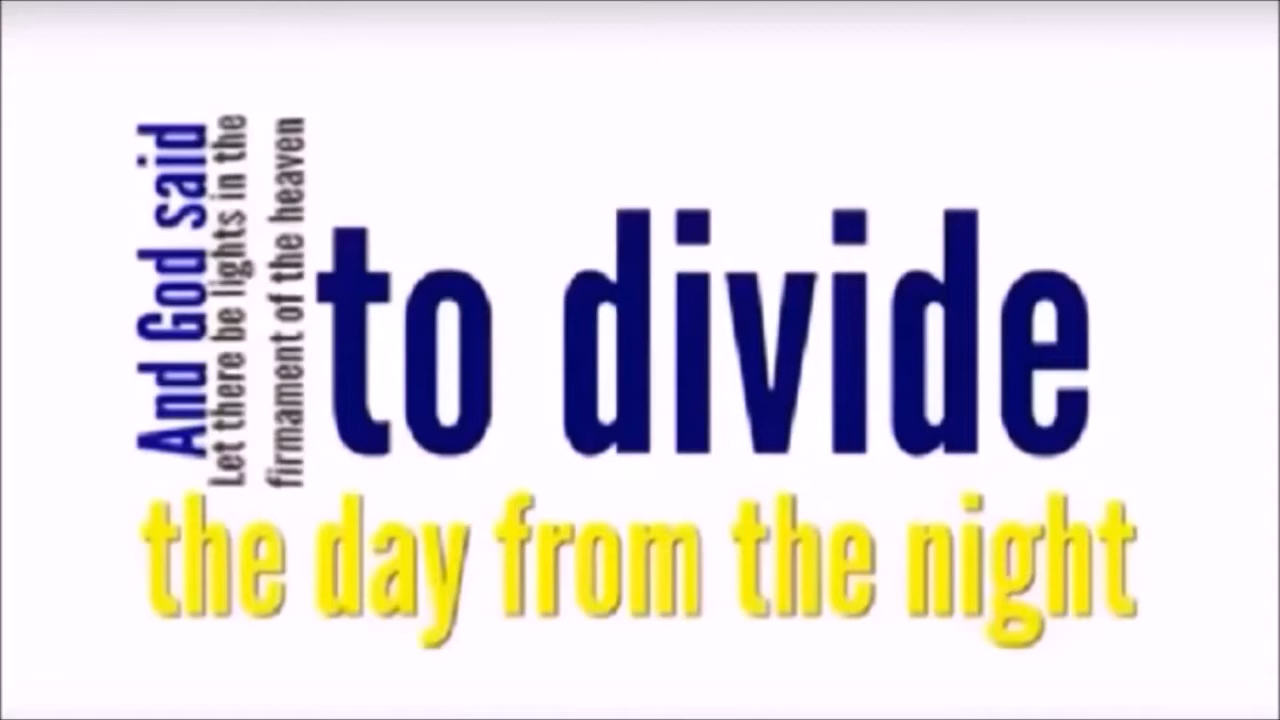 And God said
Let there be lights in the
firmament of the heaven
to divide
the day from the night